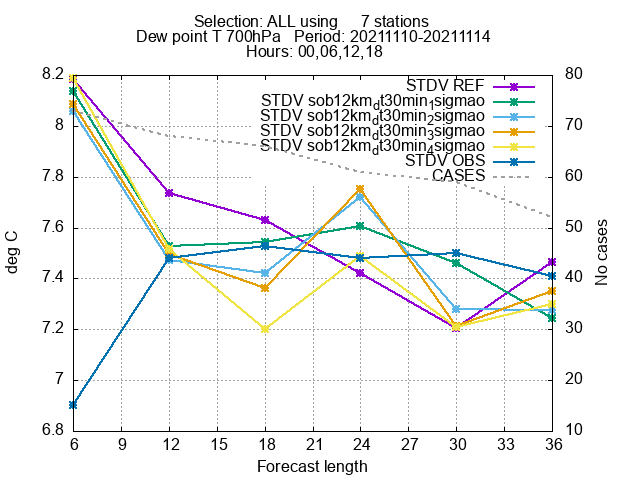 Selection: ALL using 7 stations
Dew point T 700hPa Period: 20211110-20211114
Hours: 00,06,12,18
STDV REF
STDV sob12km_dt30min_1sigmao
STDV sob12km_dt30min_2sigmao
STDV sob12km_dt30min_3sigmao
STDV sob12km_dt30min_4sigmao
STDV OBS
CASES
8.2
8
7.8
7.6
7.4
7.2
7
6.8
deg C
80
70
60
50
40
30
20
10
No cases
6 9 12 15 18 21 24 27 30 33 36
Forecast length